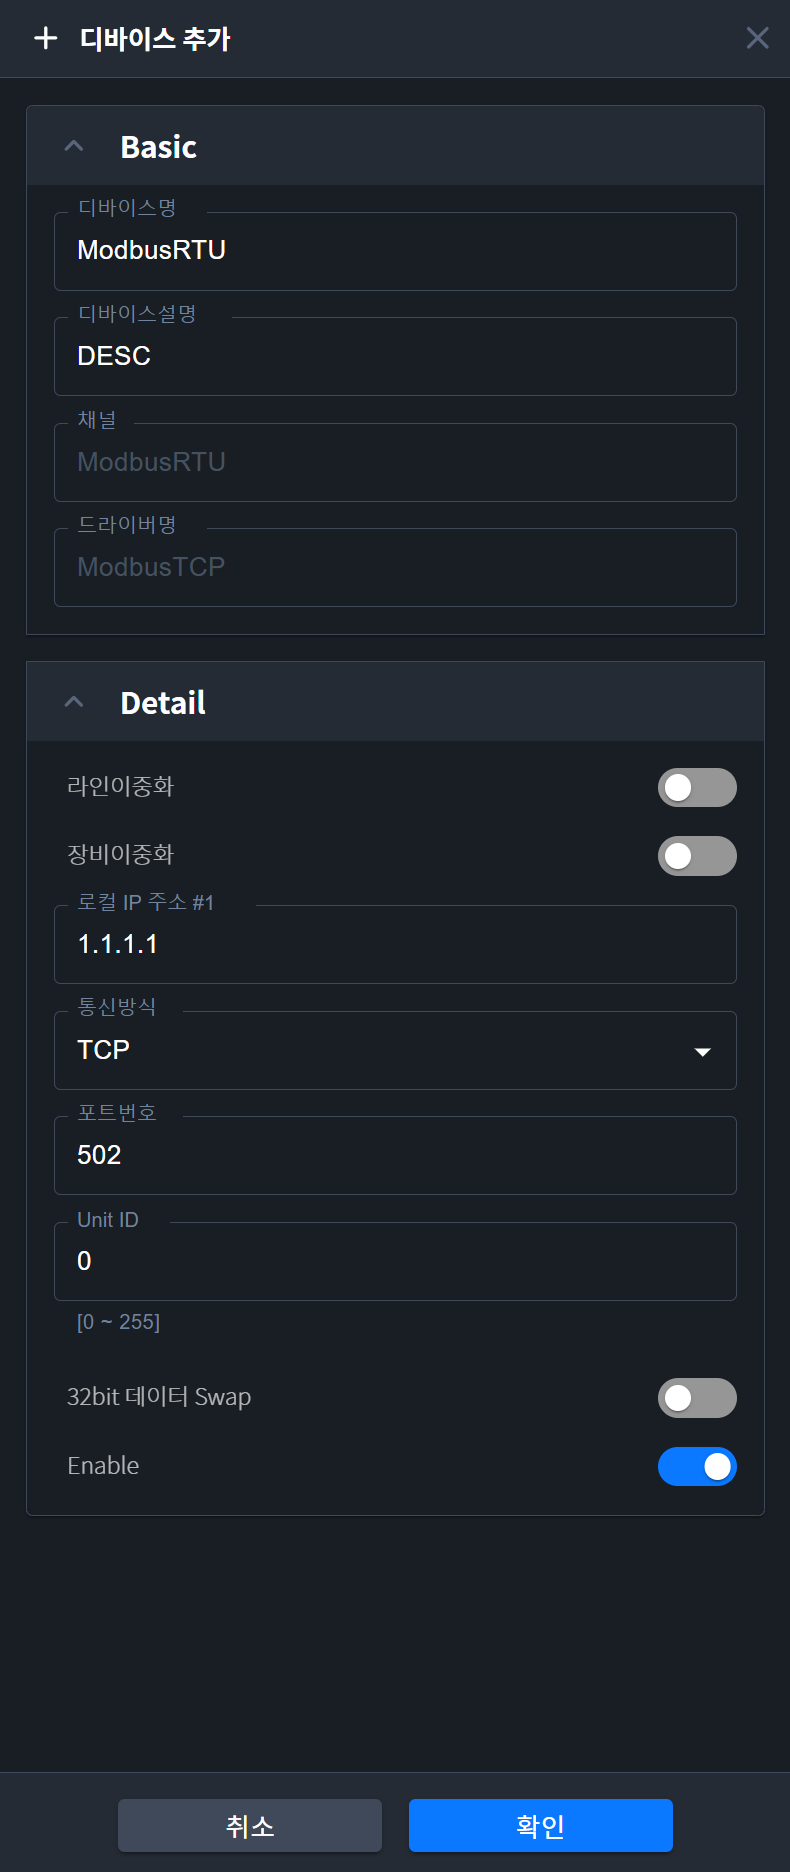 디바이스 추가
Basic
디바이스명
ModbusRTU
디바이스설명
DESC
채널
ModbusRTU
드라이버명
ModbusTCP
Detail
라인이중화
장비이중화
로컬 IP 주소 #1
1.1.1.1
통신방식
TCP
포트번호
502
Unit ID
0
[0 ~ 255]
32bit 데이터 Swap
Enable
취소
확인